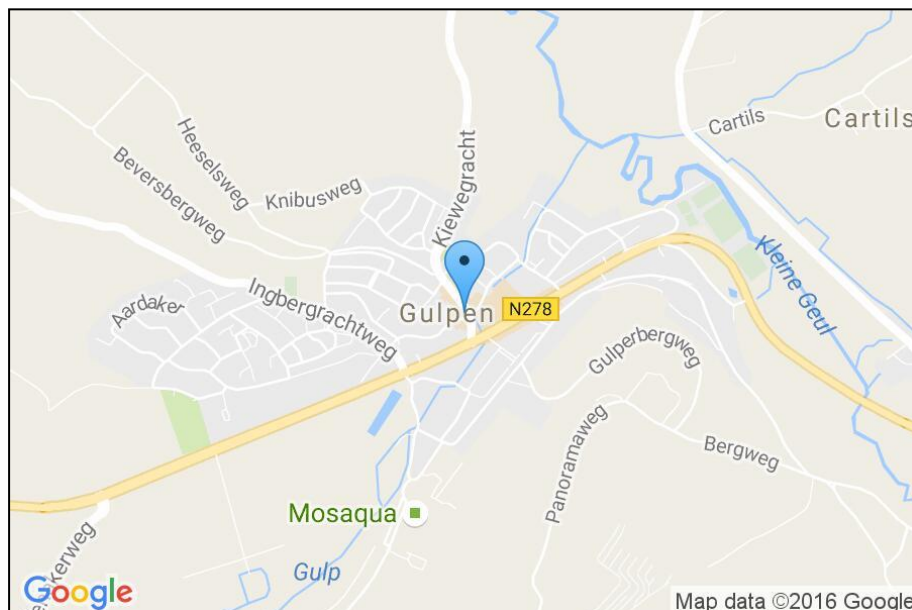 Cartils
Cartils
Heeselsweg
Beversbergweg
Knibusweg
Kiewegracht
Kleine Geul
Ingbergrachtweg
Aardaker
Gulpen
N278
Gulperbergweg
Panoramaweg
Bergweg
Mosaqua
Gulp
Google
Map data ©2016 Google